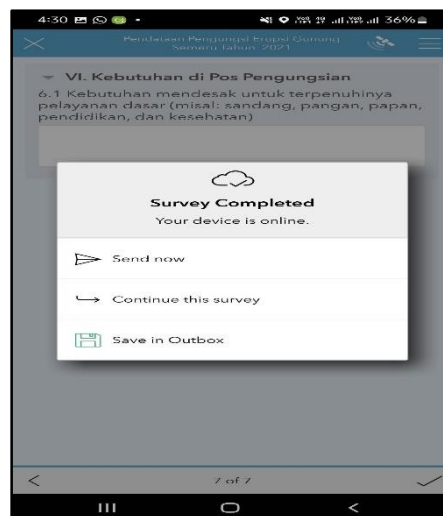 4:30
36%
Pendataan Pengungsi Erupsi Gunung
Semeru Tahun 2021
VI. Kebutuhan di Pos Pengungsian
6.1 Kebutuhan mendesak untuk terpenuhinya
pelayanan dasar (misal: sandang, pangan, papan,
pendidikan, dan kesehatan)
Survey Completed
Your device is online.
Send now
Continue this survey
Save in Outbox
7 of 7